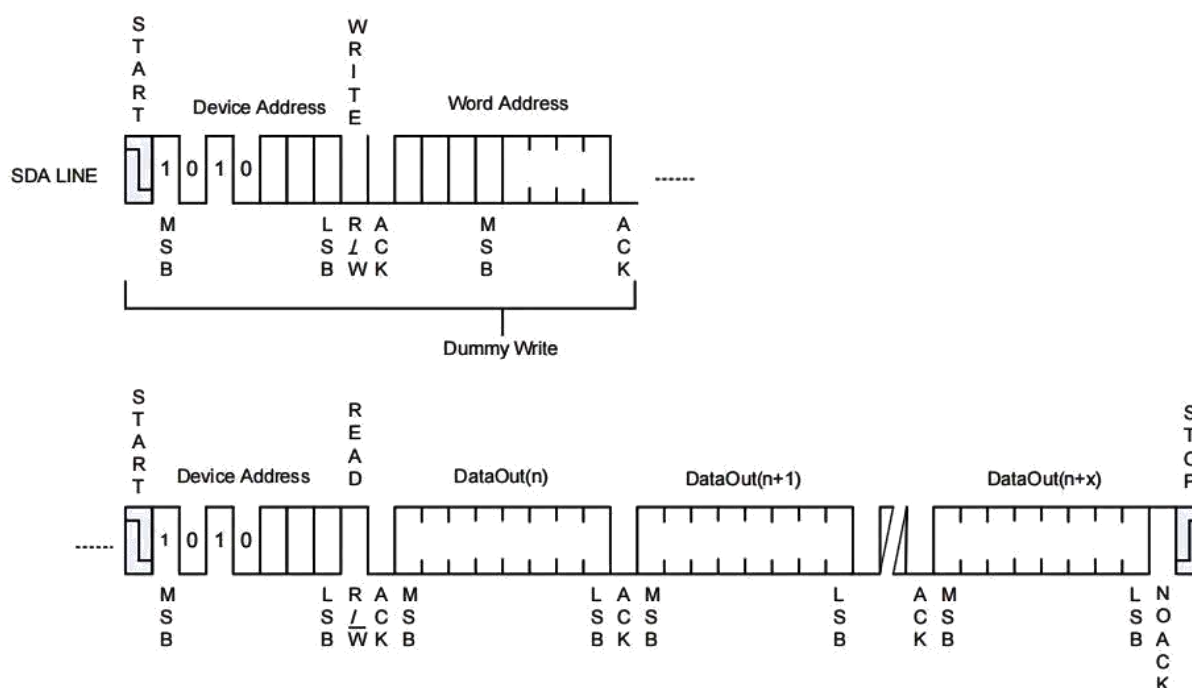 START
WRITE
Device Address
Word Address
SDA LINE
1 0 1 0
......
MSB
LSB
R/W
ACK
MSB
ACK
Dummy Write
START
READ
STOP
Device Address
DataOut(n)
DataOut(n+1)
DataOut(n+x)
......
1 0 1 0
MSB
LSB
R/W
ACK
MSB
LSB
ACK
MSB
LSB
ACK
MSB
LSB
NOACK